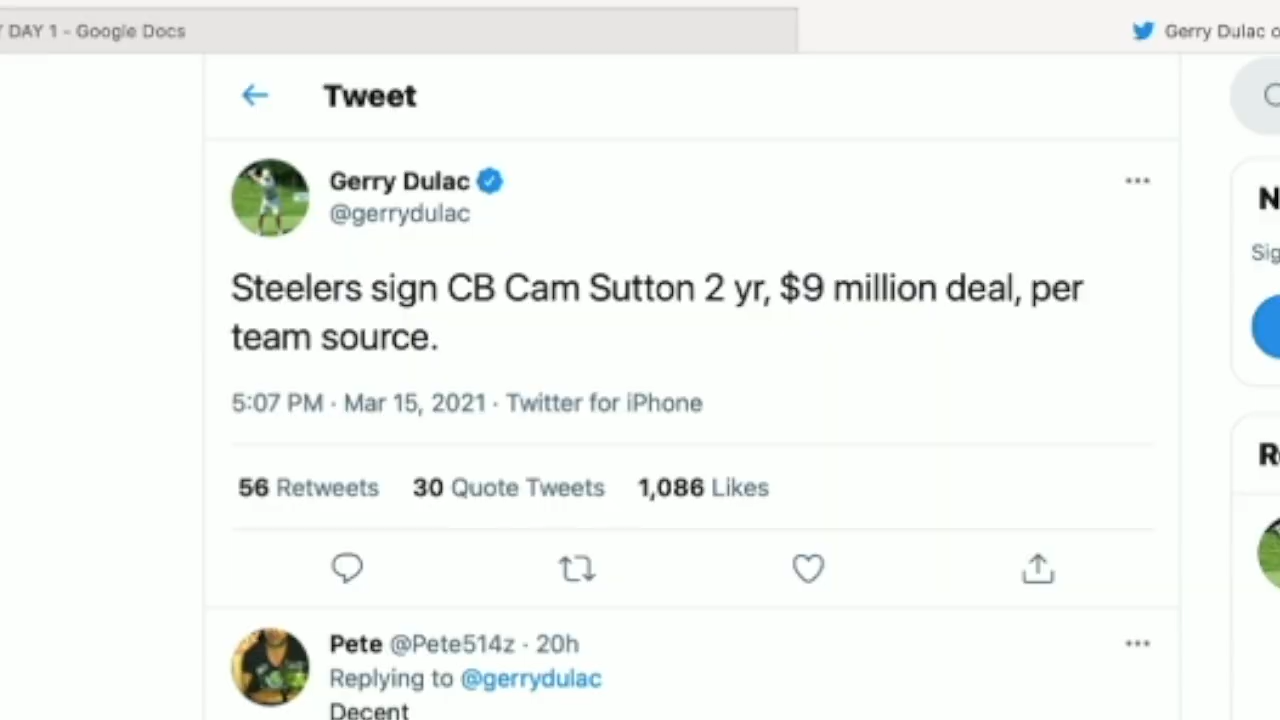 DAY 1 - Google Docs
Gerry Dulac
Tweet
Gerry Dulac
@gerrydulac
Steelers sign CB Cam Sutton 2 yr, $9 million deal, per
team source.
5:07 PM · Mar 15, 2021 · Twitter for iPhone
56 Retweets 30 Quote Tweets 1,086 Likes
Pete @Pete514z · 20h
Replying to @gerrydulac
Decent